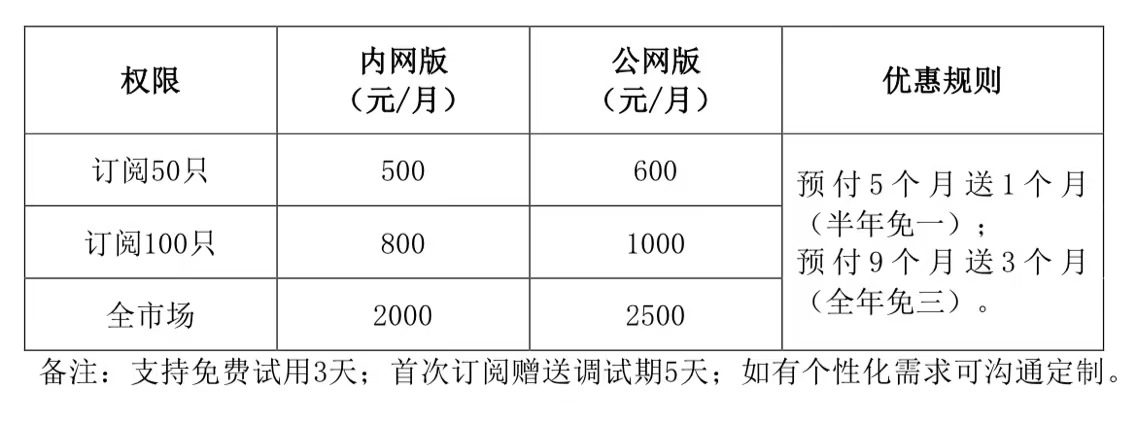 权限
内网版
（元/月）
公网版
（元/月）
优惠规则
订阅50只
500
600
预付5个月送1个月
（半年免一）；
预付9个月送3个月
（全年免三）。
订阅100只
800
1000
全市场
2000
2500
备注：支持免费试用3天；首次订阅赠送调试期5天；如有个性化需求可沟通定制。